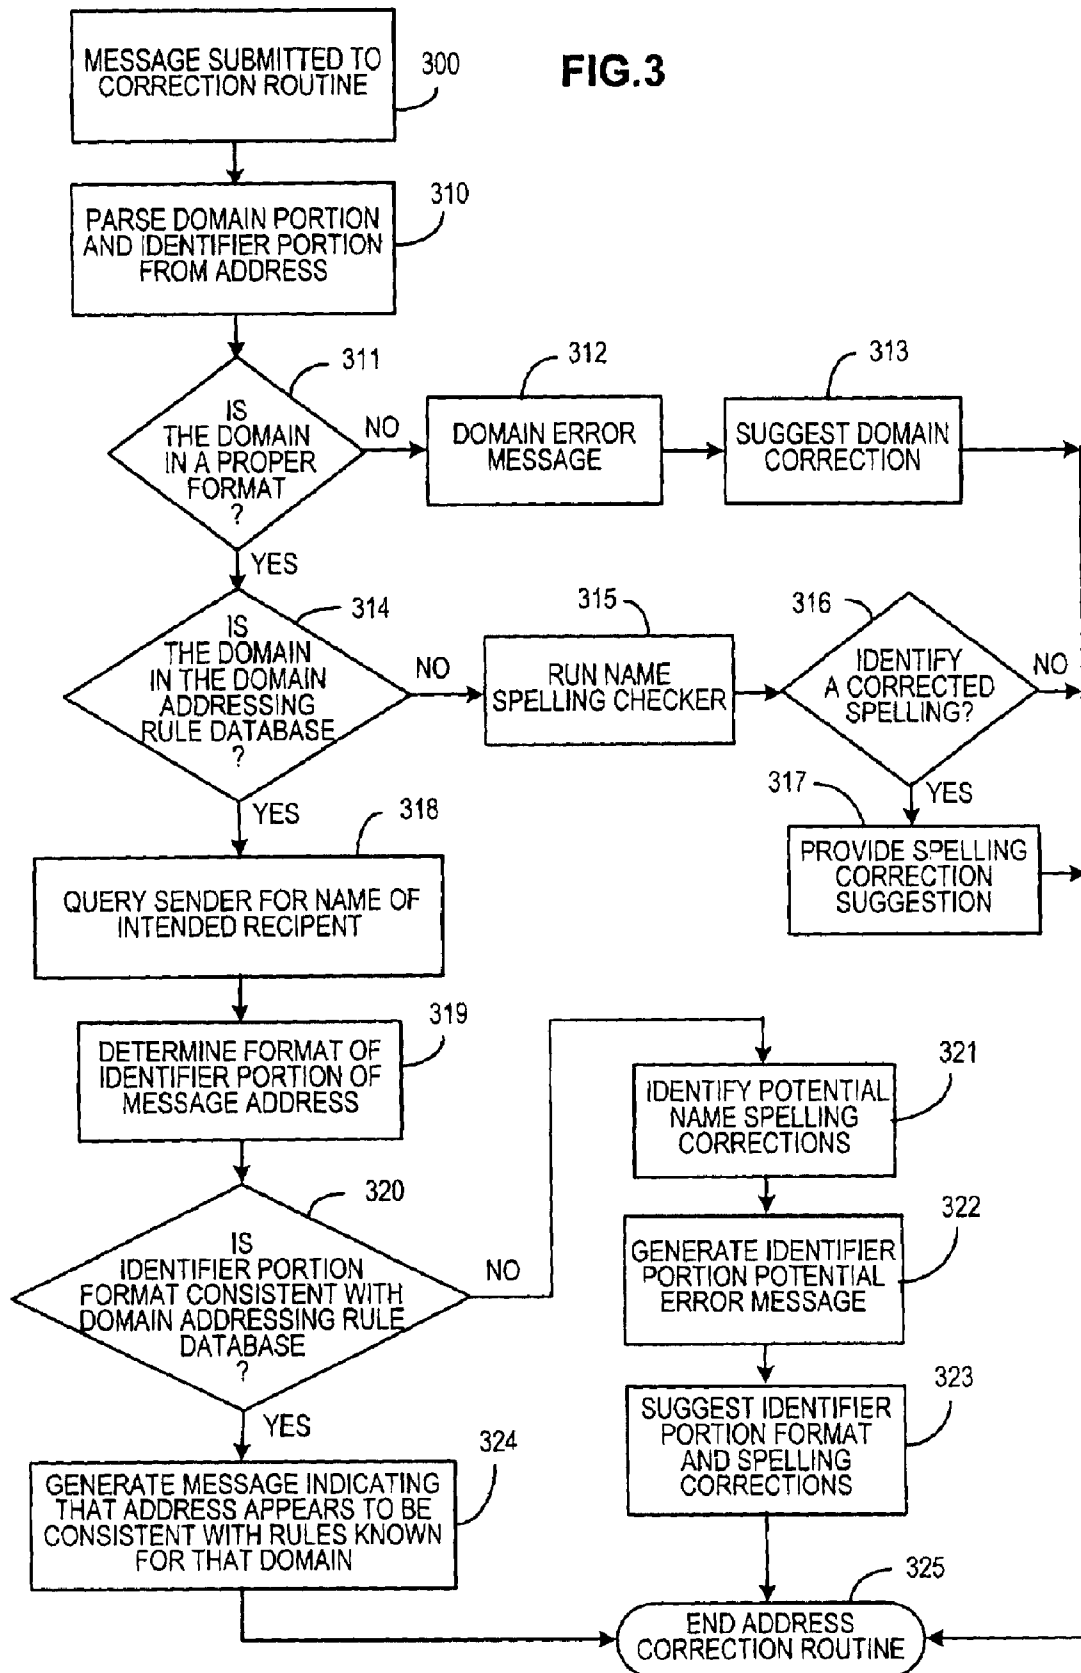 MESSAGE SUBMITTED TO
CORRECTION ROUTINE
300
FIG.3
PARSE DOMAIN PORTION
AND IDENTIFIER PORTION
FROM ADDRESS
310
IS
THE DOMAIN
IN A PROPER
FORMAT
?
311
NO
DOMAIN ERROR
MESSAGE
312
SUGGEST DOMAIN
CORRECTION
313
YES
IS
THE DOMAIN
IN THE DOMAIN
ADDRESSING
RULE DATABASE
?
314
NO
RUN NAME
SPELLING CHECKER
315
IDENTIFY
A CORRECTED
SPELLING?
316
NO
YES
317
PROVIDE SPELLING
CORRECTION
SUGGESTION
YES
318
QUERY SENDER FOR NAME OF
INTENDED RECIPENT
319
DETERMINE FORMAT OF
IDENTIFIER PORTION OF
MESSAGE ADDRESS
320
IS
IDENTIFIER PORTION
FORMAT CONSISTENT WITH
DOMAIN ADDRESSING RULE
DATABASE
?
NO
321
IDENTIFY POTENTIAL
NAME SPELLING
CORRECTIONS
322
GENERATE IDENTIFIER
PORTION POTENTIAL
ERROR MESSAGE
323
SUGGEST IDENTIFIER
PORTION FORMAT
AND SPELLING
CORRECTIONS
YES
324
GENERATE MESSAGE INDICATING
THAT ADDRESS APPEARS TO BE
CONSISTENT WITH RULES KNOWN
FOR THAT DOMAIN
325
END ADDRESS
CORRECTION ROUTINE